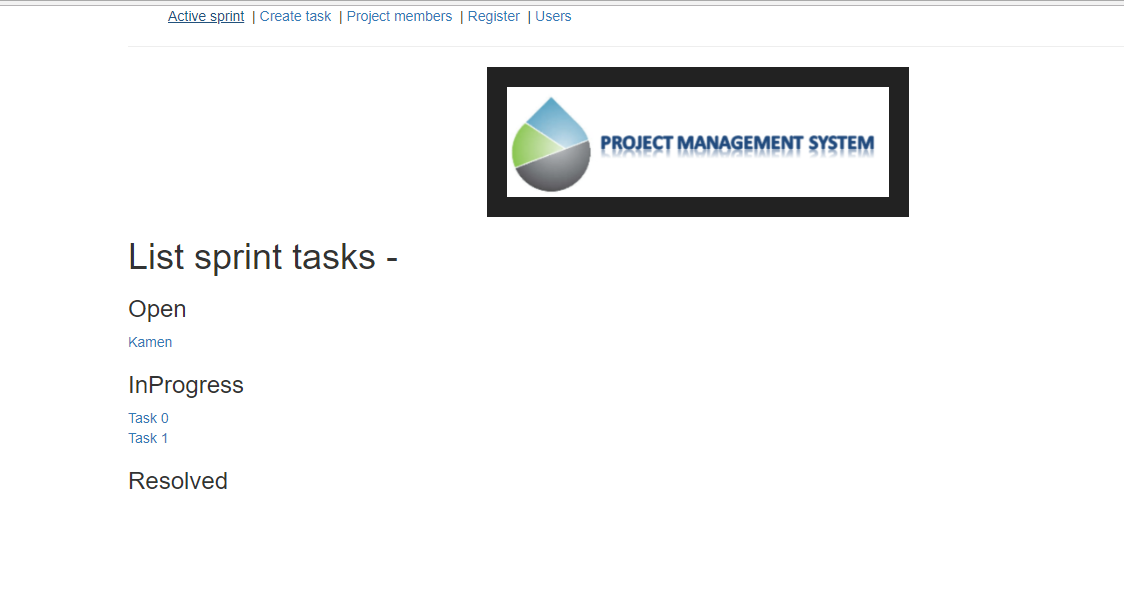 Active sprint | Create task | Project members | Register | Users
PROJECT MANAGEMENT SYSTEM
List sprint tasks -
Open
Kamen
InProgress
Task 0
Task 1
Resolved